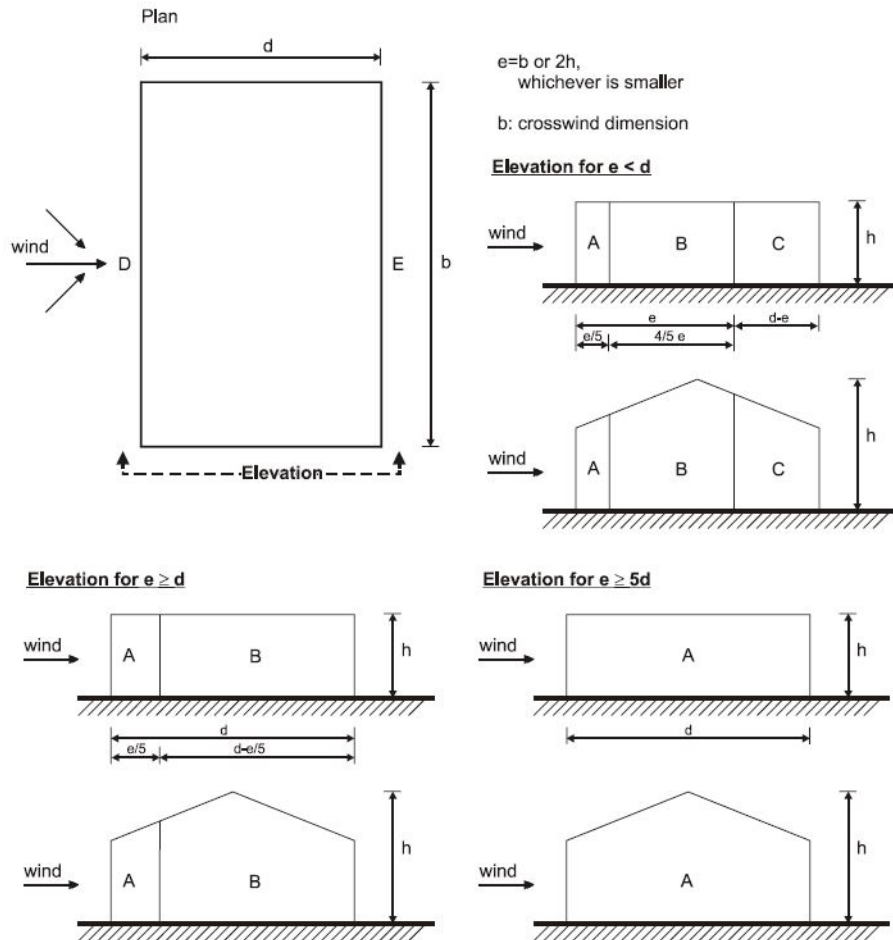 Plan
d
e=b or 2h,
whichever is smaller
b: crosswind dimension
wind
D
E
b
Elevation
Elevation for e < d
wind
A
B
C
h
e
d–e
e/5
4/5 e
wind
A
B
C
h
Elevation for e ≥ d
wind
A
B
h
d
e/5
d–e/5
wind
A
B
h
Elevation for e ≥ 5d
wind
A
h
d
wind
A
h